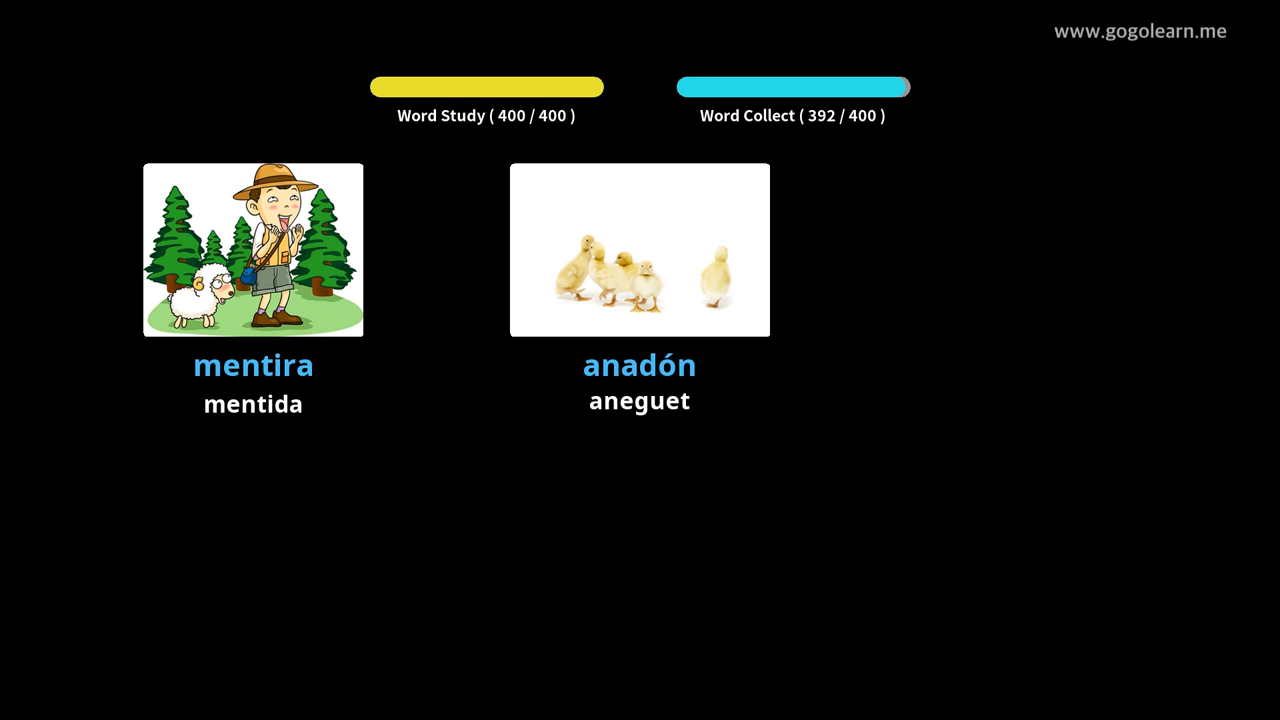 www.gogolearn.me
Word Study ( 400 / 400 )
Word Collect ( 392 / 400 )
mentira
mentida
anadón
aneguet